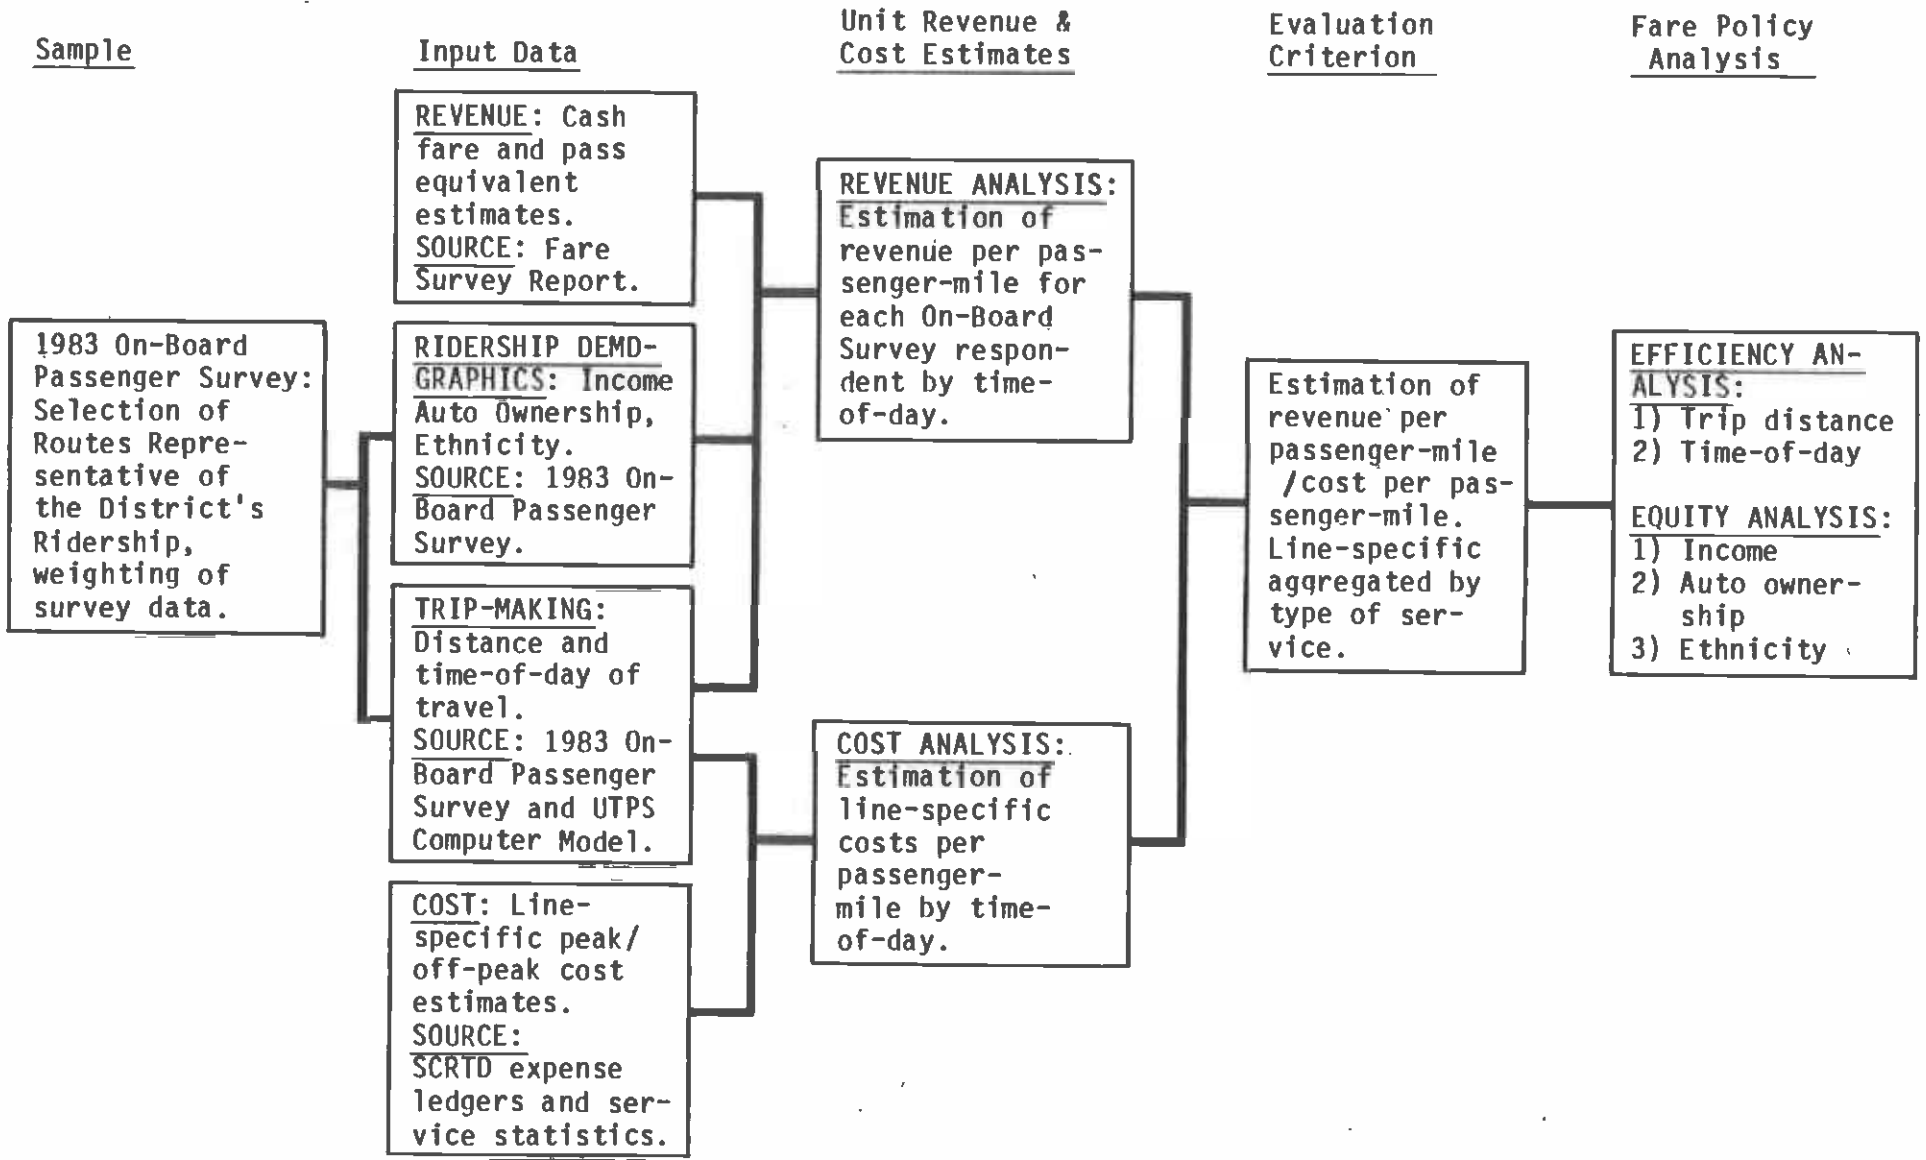 Sample
Input Data
Unit Revenue &
Cost Estimates
Evaluation
Criterion
Fare Policy
Analysis
1983 On-Board
Passenger Survey:
Selection of
Routes Repre-
sentative of
the District's
Ridership,
weighting of
survey data.
REVENUE: Cash
fare and pass
equivalent
estimates.
SOURCE: Fare
Survey Report.
RIDERSHIP DEMO-
GRAPHICS: Income
Auto Ownership,
Ethnicity.
SOURCE: 1983 On-
Board Passenger
Survey.
TRIP-MAKING:
Distance and
time-of-day of
travel.
SOURCE: 1983 On-
Board Passenger
Survey and UTPS
Computer Model.
COST: Line-
specific peak/
off-peak cost
estimates.
SOURCE:
SCRTD expense
ledgers and ser-
vice statistics.
REVENUE ANALYSIS:
Estimation of
revenue per pas-
senger-mile for
each On-Board
Survey respon-
dent by time-
of-day.
COST ANALYSIS:
Estimation of
line-specific
costs per
passenger-
mile by time-
of-day.
Estimation of
revenue per
passenger-mile
/cost per pas-
senger-mile.
Line-specific
aggregated by
type of ser-
vice.
EFFICIENCY AN-
ALYSIS:
1) Trip distance
2) Time-of-day
EQUITY ANALYSIS:
1) Income
2) Auto owner-
ship
3) Ethnicity